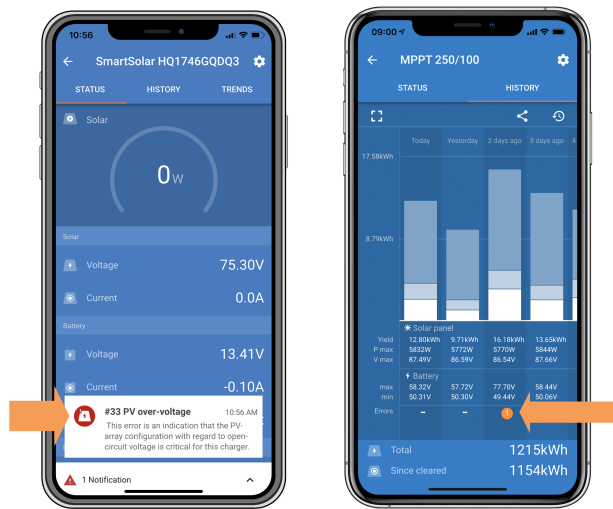 10:56
SmartSolar HQ1746GQDQ3
STATUS HISTORY TRENDS
Solar
0W
Solar
Voltage 75.30V
Current 0.0A
Battery
Voltage 13.41V
Current -0.10A
#33 PV over-voltage 10:56 AM
This error is an indication that the PV-
array configuration with regard to open-
circuit voltage is critical for this charger.
1 Notification
09:00
MPPT 250/100
STATUS HISTORY
Today Yesterday 2 days ago 3 days ago 4
17.58kWh
8.79kWh
Solar panel
Yield 12.80kWh 9.71kWh 16.18kWh 13.65kWh
P max 5832W 5772W 5770W 5844W
V max 87.49V 86.59V 86.54V 87.66V
Battery
max 58.32V 57.72V 77.70V 58.44V
min 50.31V 50.30V 49.44V 50.06V
Errors – – 1
Total 1215kWh
Since cleared 1154kWh